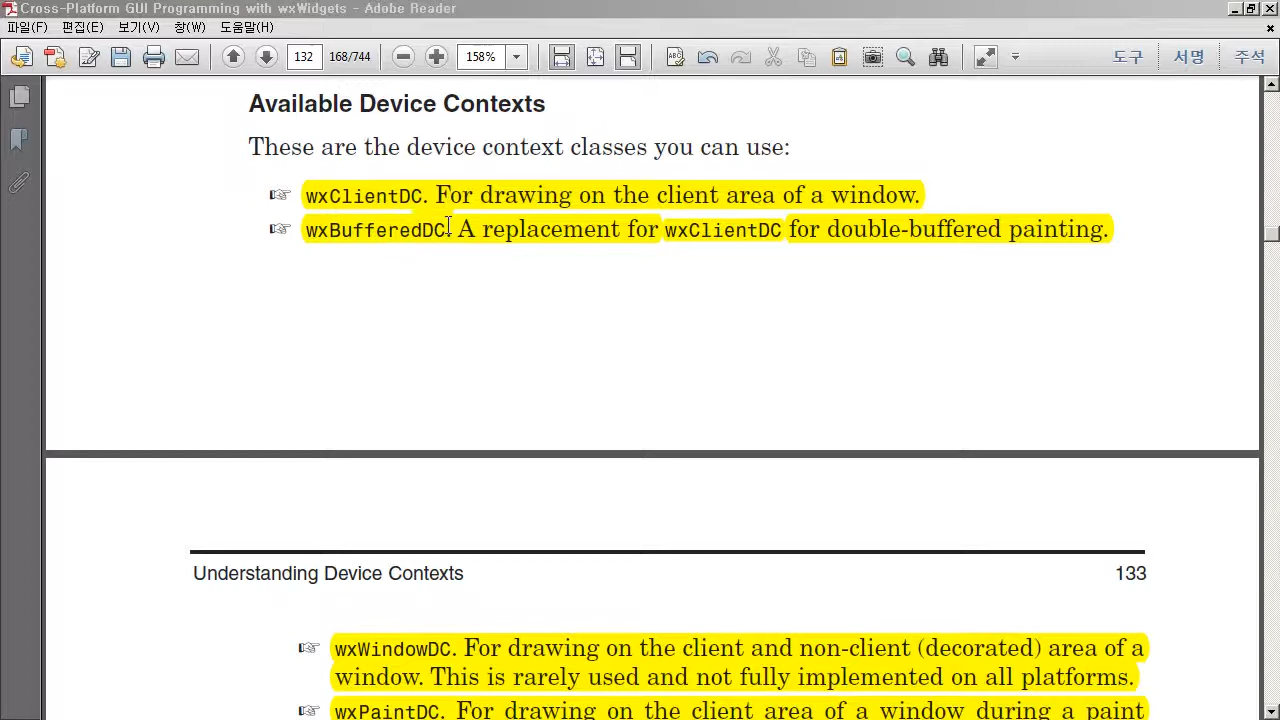 Cross-Platform GUI Programming with wxWidgets - Adobe Reader
파일(F) 편집(E) 보기(V) 창(W) 도움말(H)
132 168/744 158% 도구 서명 주석
Available Device Contexts
These are the device context classes you can use:
wxClientDC. For drawing on the client area of a window.
wxBufferedDC. A replacement for wxClientDC for double-buffered painting.
Understanding Device Contexts 133
wxWindowDC. For drawing on the client and non-client (decorated) area of a
window. This is rarely used and not fully implemented on all platforms.
wxPaintDC. For drawing on the client area of a window during a paint